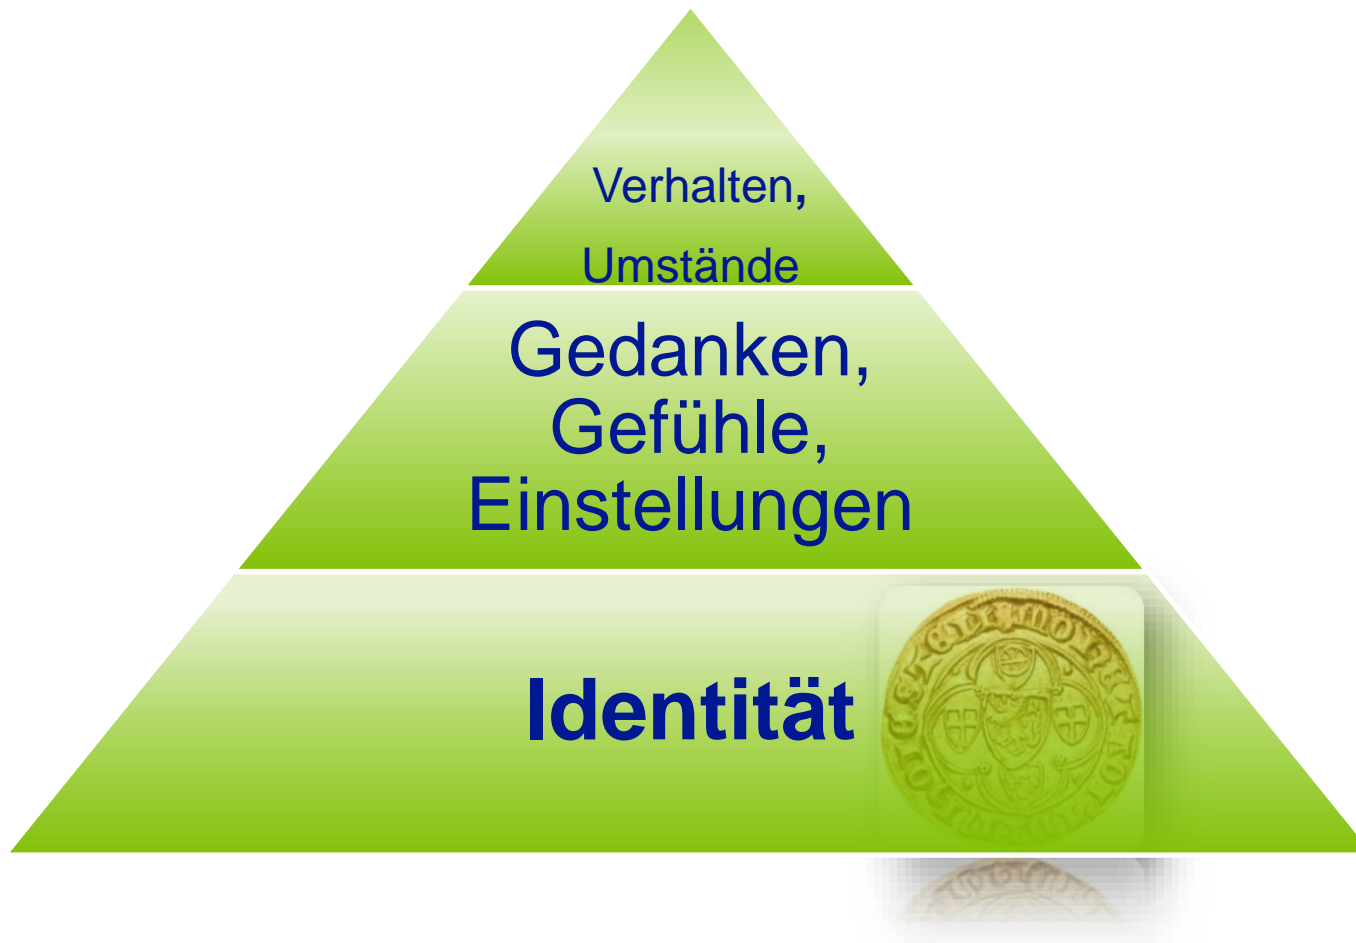 Verhalten,
Umstände
Gedanken,
Gefühle,
Einstellungen
Identität